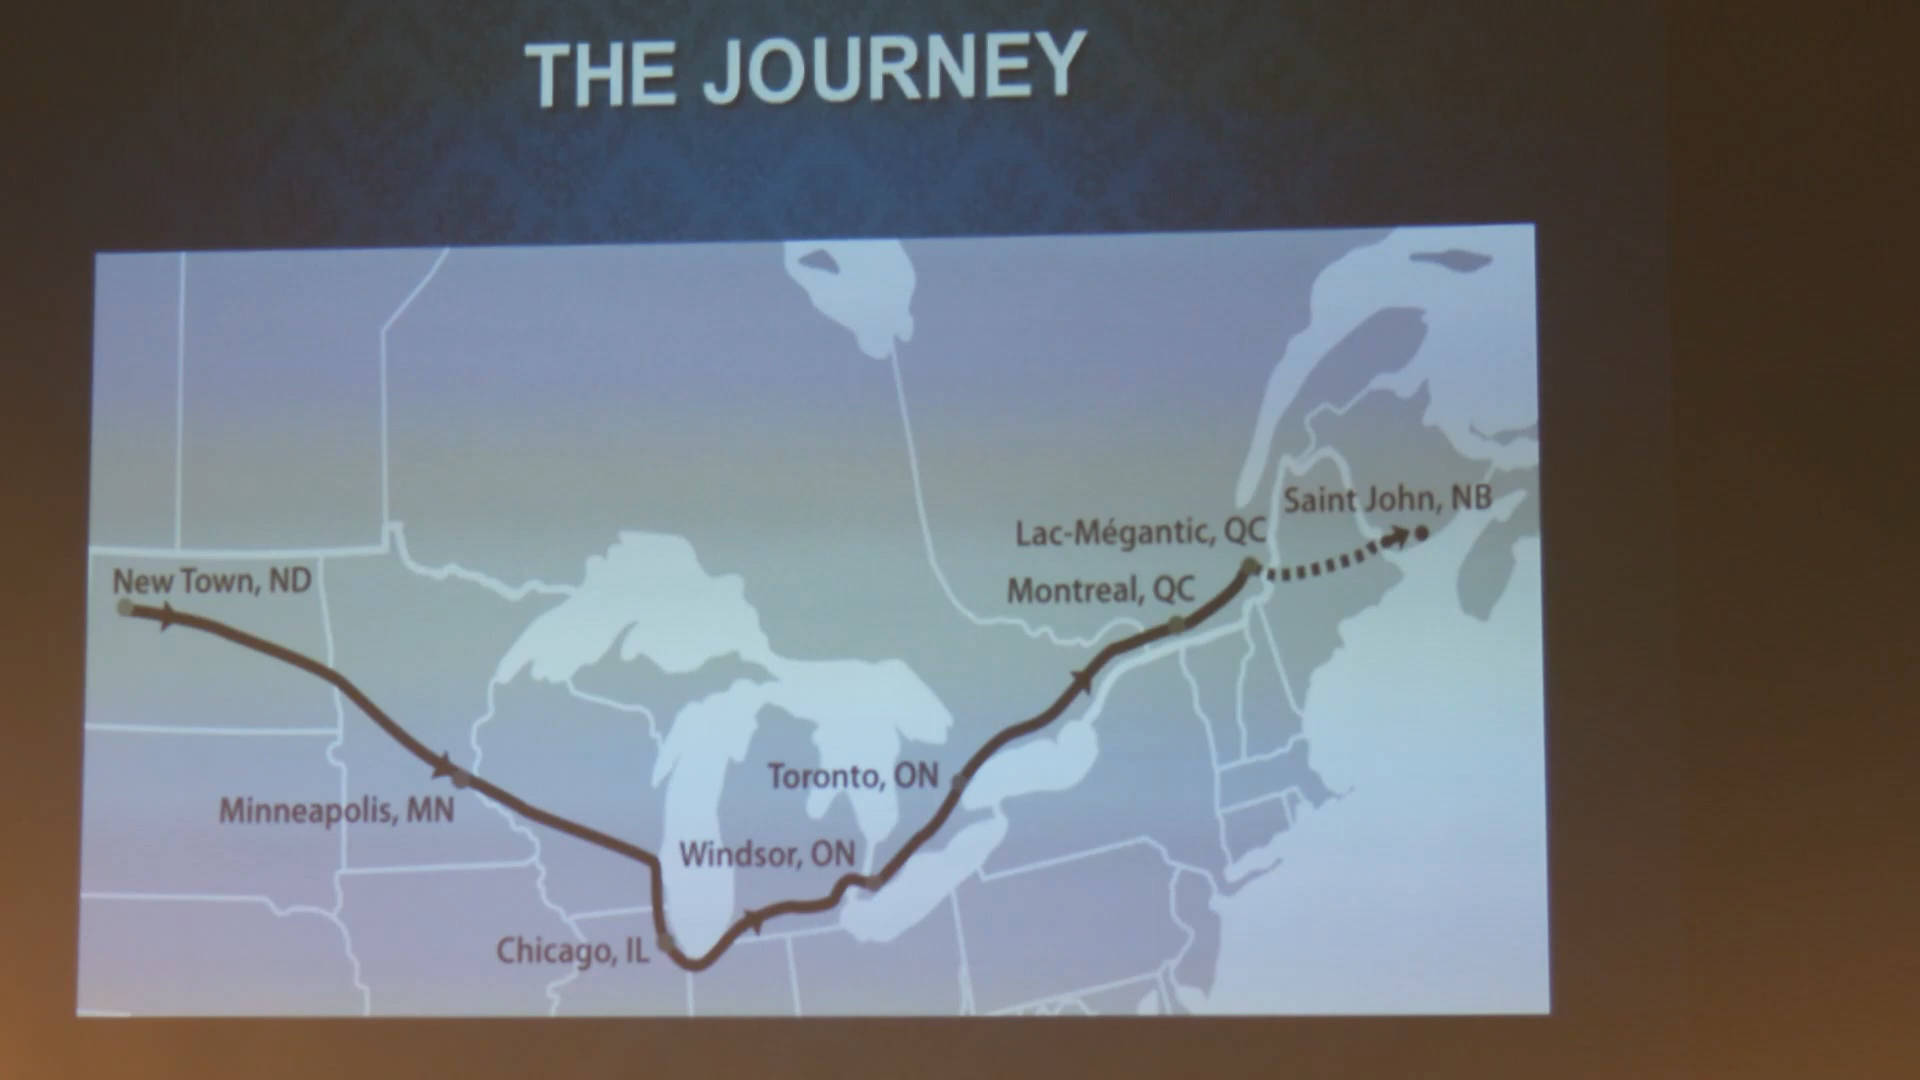 THE JOURNEY
Saint John, NB
Lac-Mégantic, QC
New Town, ND
Montreal, QC
Toronto, ON
Minneapolis, MN
Windsor, ON
Chicago, IL